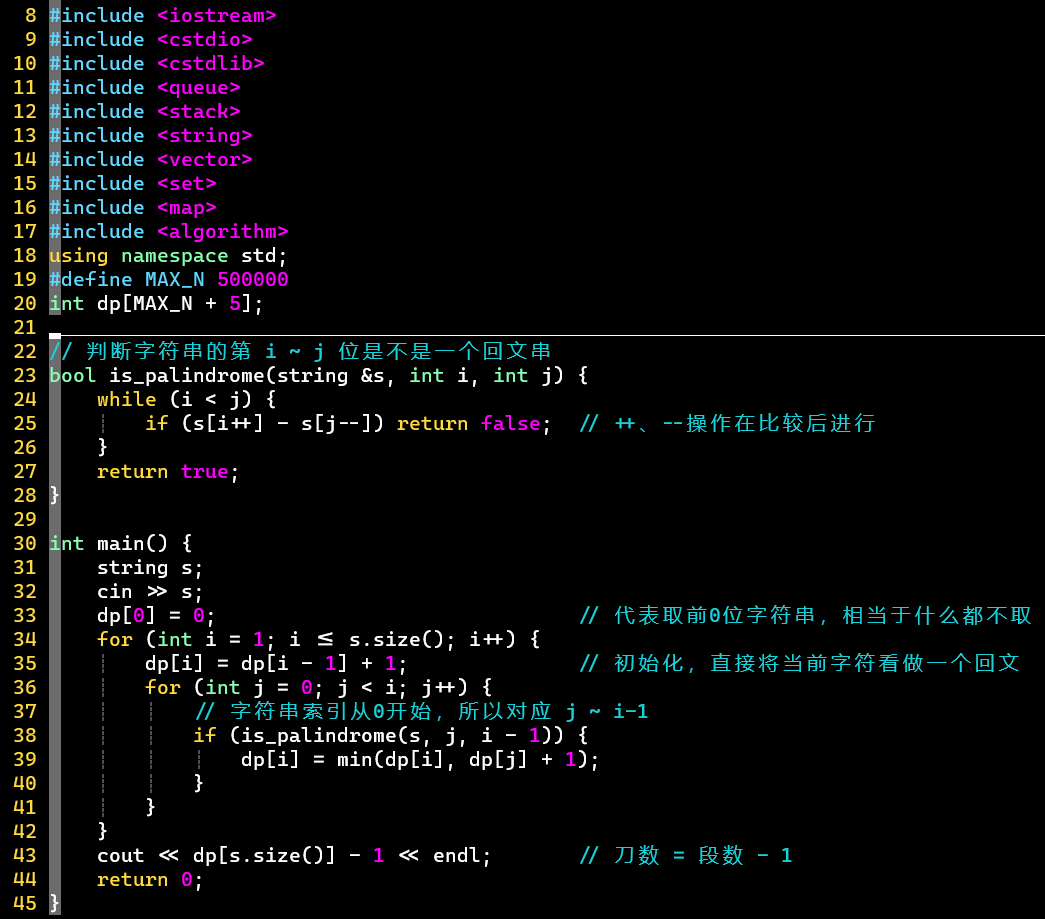 8 #include <iostream>
9 #include <cstdio>
10 #include <cstdlib>
11 #include <queue>
12 #include <stack>
13 #include <string>
14 #include <vector>
15 #include <set>
16 #include <map>
17 #include <algorithm>
18 using namespace std;
19 #define MAX_N 500000
20 int dp[MAX_N + 5];
21
22 // 判断字符串的第 i ~ j 位是不是一个回文串
23 bool is_palindrome(string &s, int i, int j) {
24     while (i < j) {
25         if (s[i++] - s[j--]) return false;  // ++、--操作在比较后进行
26     }
27     return true;
28 }
29
30 int main() {
31     string s;
32     cin >> s;
33     dp[0] = 0;                              // 代表取前0位字符串，相当于什么都不取
34     for (int i = 1; i <= s.size(); i++) {
35         dp[i] = dp[i - 1] + 1;              // 初始化，直接将当前字符看做一个回文
36         for (int j = 0; j < i; j++) {
37             // 字符串索引从0开始，所以对应 j ~ i-1
38             if (is_palindrome(s, j, i - 1)) {
39                 dp[i] = min(dp[i], dp[j] + 1);
40             }
41         }
42     }
43     cout << dp[s.size()] - 1 << endl;       // 刀数 = 段数 - 1
44     return 0;
45 }